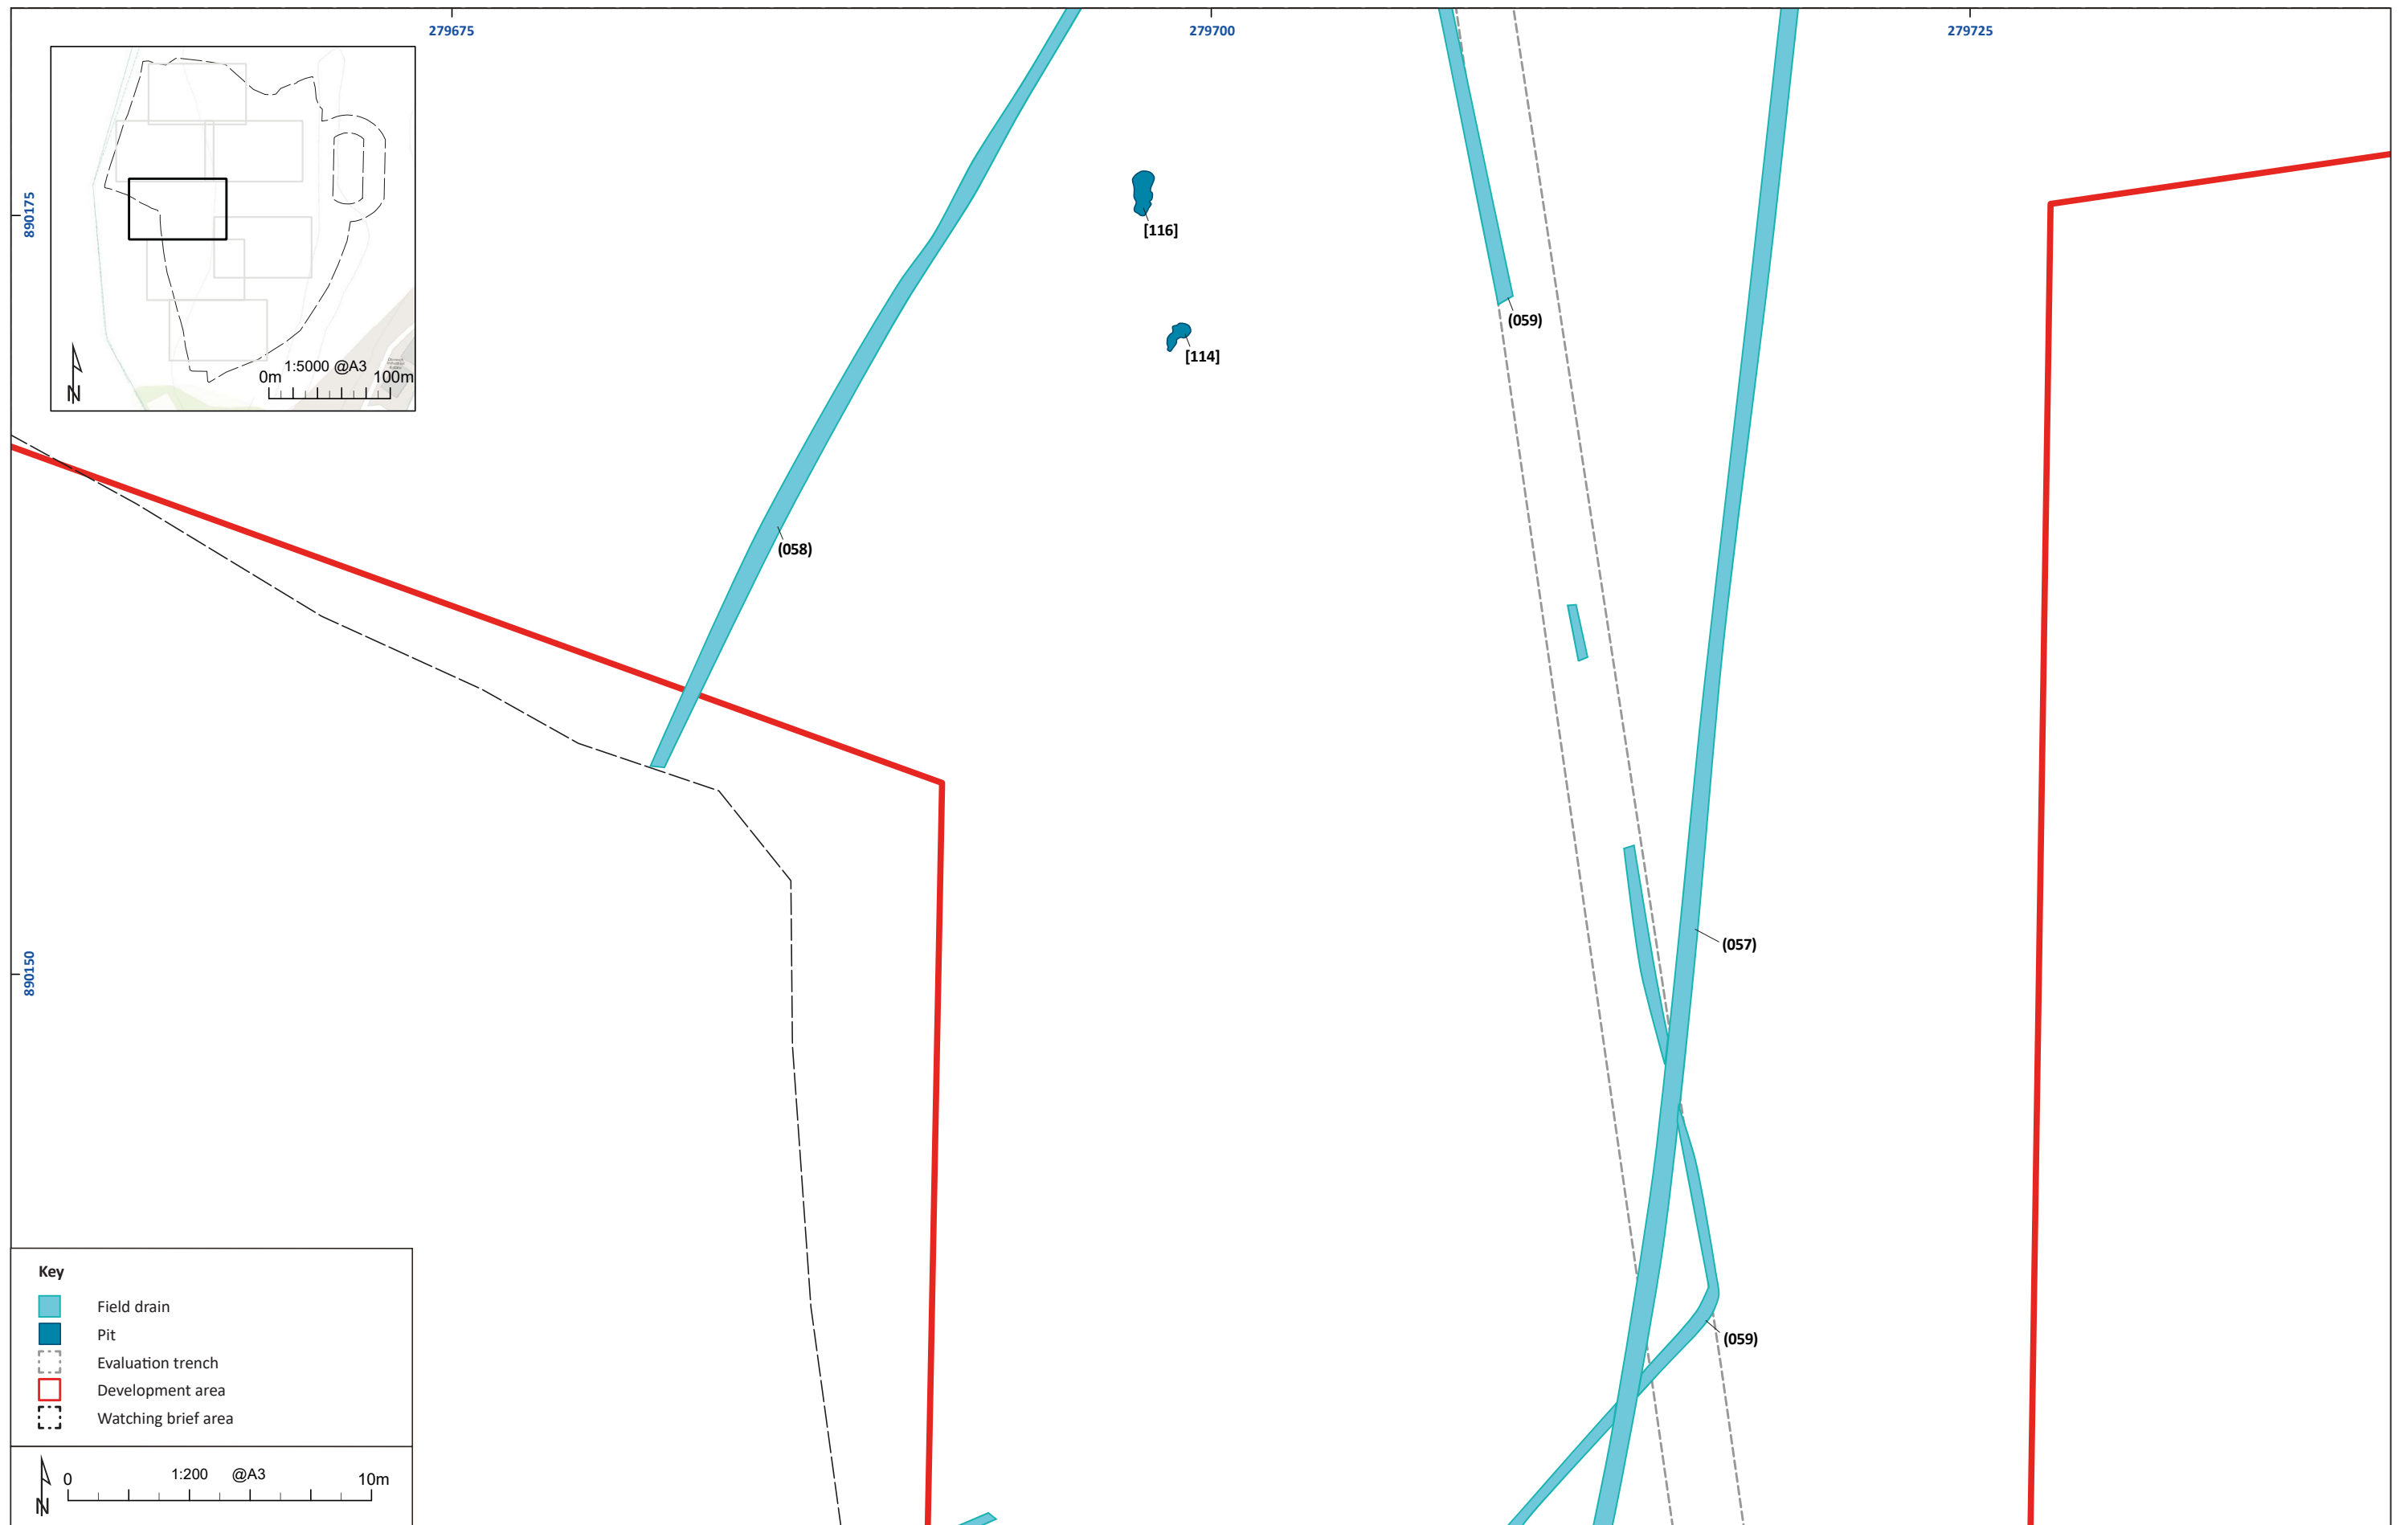 279675
279700
279725
890175
890150
1:5000 @A3
0m
100m
N
[116]
[114]
(059)
(058)
(057)
(059)
Key
Field drain
Pit
Evaluation trench
Development area
Watching brief area
N
0
1:200 @A3
10m